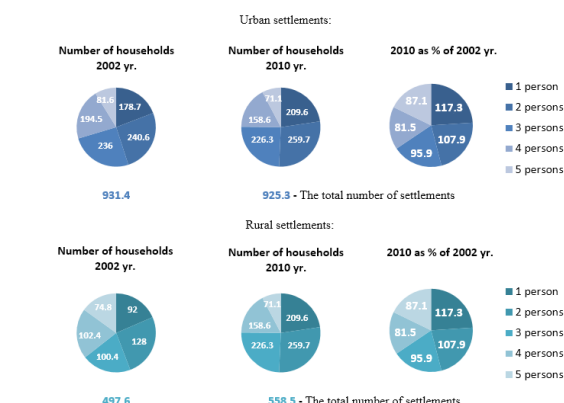 Urban settlements:
Number of households
2002 yr.
Number of households
2010 yr.
2010 as % of 2002 yr.
81.6
178.7
194.5
240.6
236
71.1
209.6
158.6
226.3
259.7
87.1
117.3
81.5
107.9
95.9
1 person
2 persons
3 persons
4 persons
5 persons
931.4
925.3 - The total number of settlements
Rural settlements:
Number of households
2002 yr.
Number of households
2010 yr.
2010 as % of 2002 yr.
74.8
92
102.4
128
100.4
71.1
209.6
158.6
226.3
259.7
87.1
117.3
81.5
107.9
95.9
1 person
2 persons
3 persons
4 persons
5 persons
497.6
558.5 - The total number of settlements